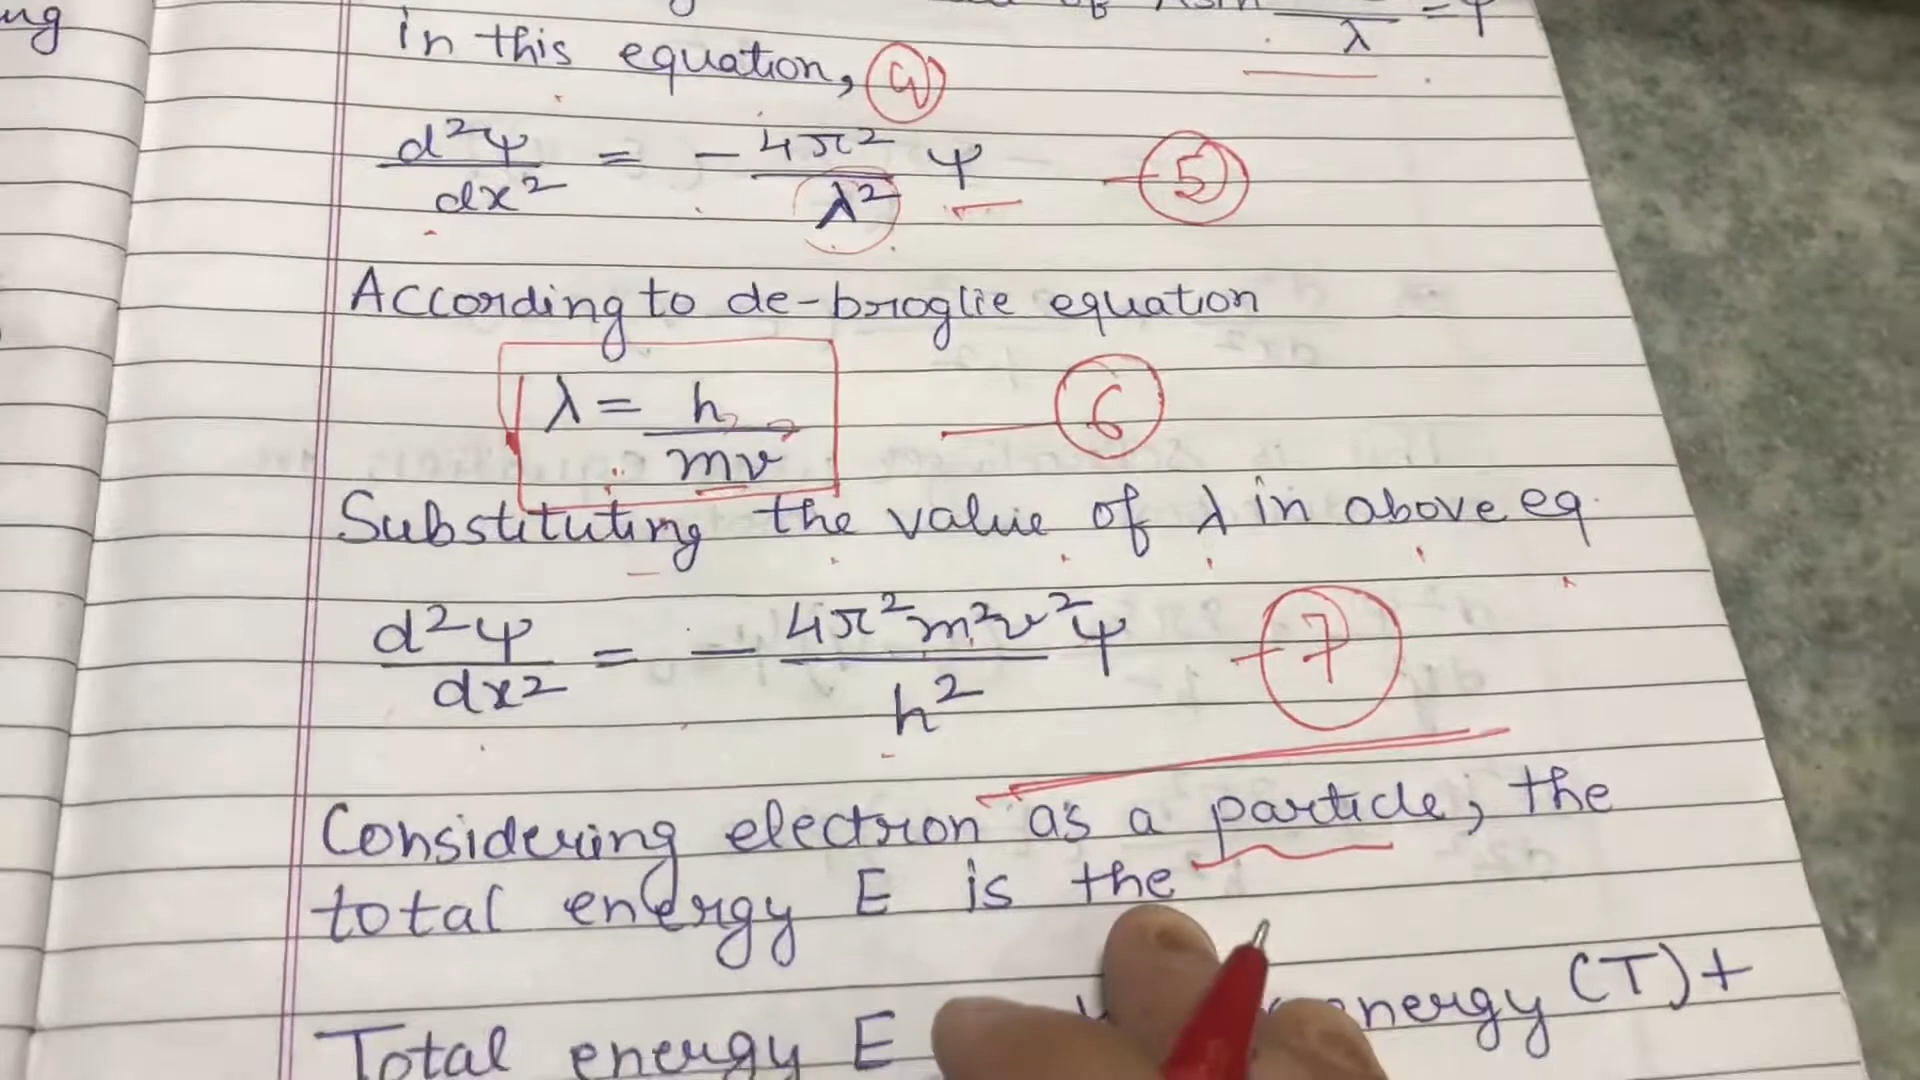 in this equation, (4)
d²ψ/dx² = - 4π²/λ² ψ — (5)
According to de-broglie equation
λ = h/mv — (6)
Substituting the value of λ in above eq.
d²ψ/dx² = - 4π²m²v²ψ/h² — (7)
Considering electron as a particle, the
total energy E is the
Total energy E energy (T) +